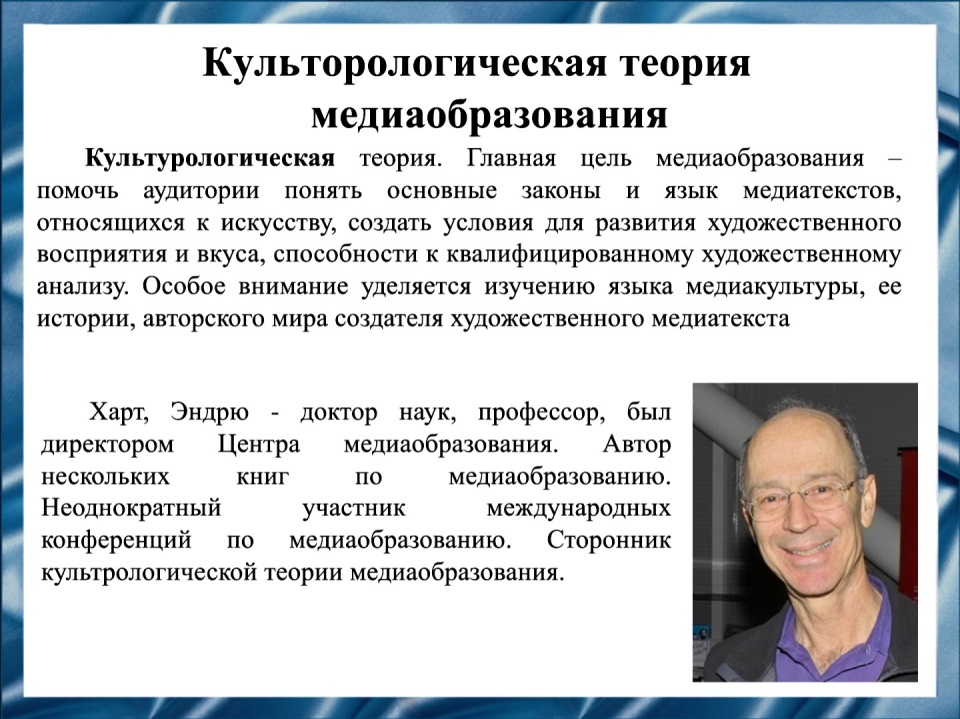 Культорологическая теория
медиаобразования
Культурологическая теория. Главная цель медиаобразования –
помочь аудитории понять основные законы и язык медиатекстов,
относящихся к искусству, создать условия для развития художественного
восприятия и вкуса, способности к квалифицированному художественному
анализу. Особое внимание уделяется изучению языка медиакультуры, ее
истории, авторского мира создателя художественного медиатекста
Харт, Эндрю - доктор наук, профессор, был
директором Центра медиаобразования. Автор
нескольких книг по медиаобразованию.
Неоднократный участник международных
конференций по медиаобразованию. Сторонник
культрологической теории медиаобразования.